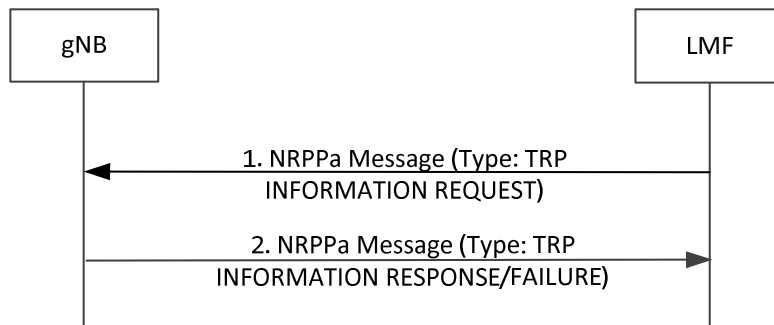 gNB
LMF
1. NRPPa Message (Type: TRP
INFORMATION REQUEST)
2. NRPPa Message (Type: TRP
INFORMATION RESPONSE/FAILURE)